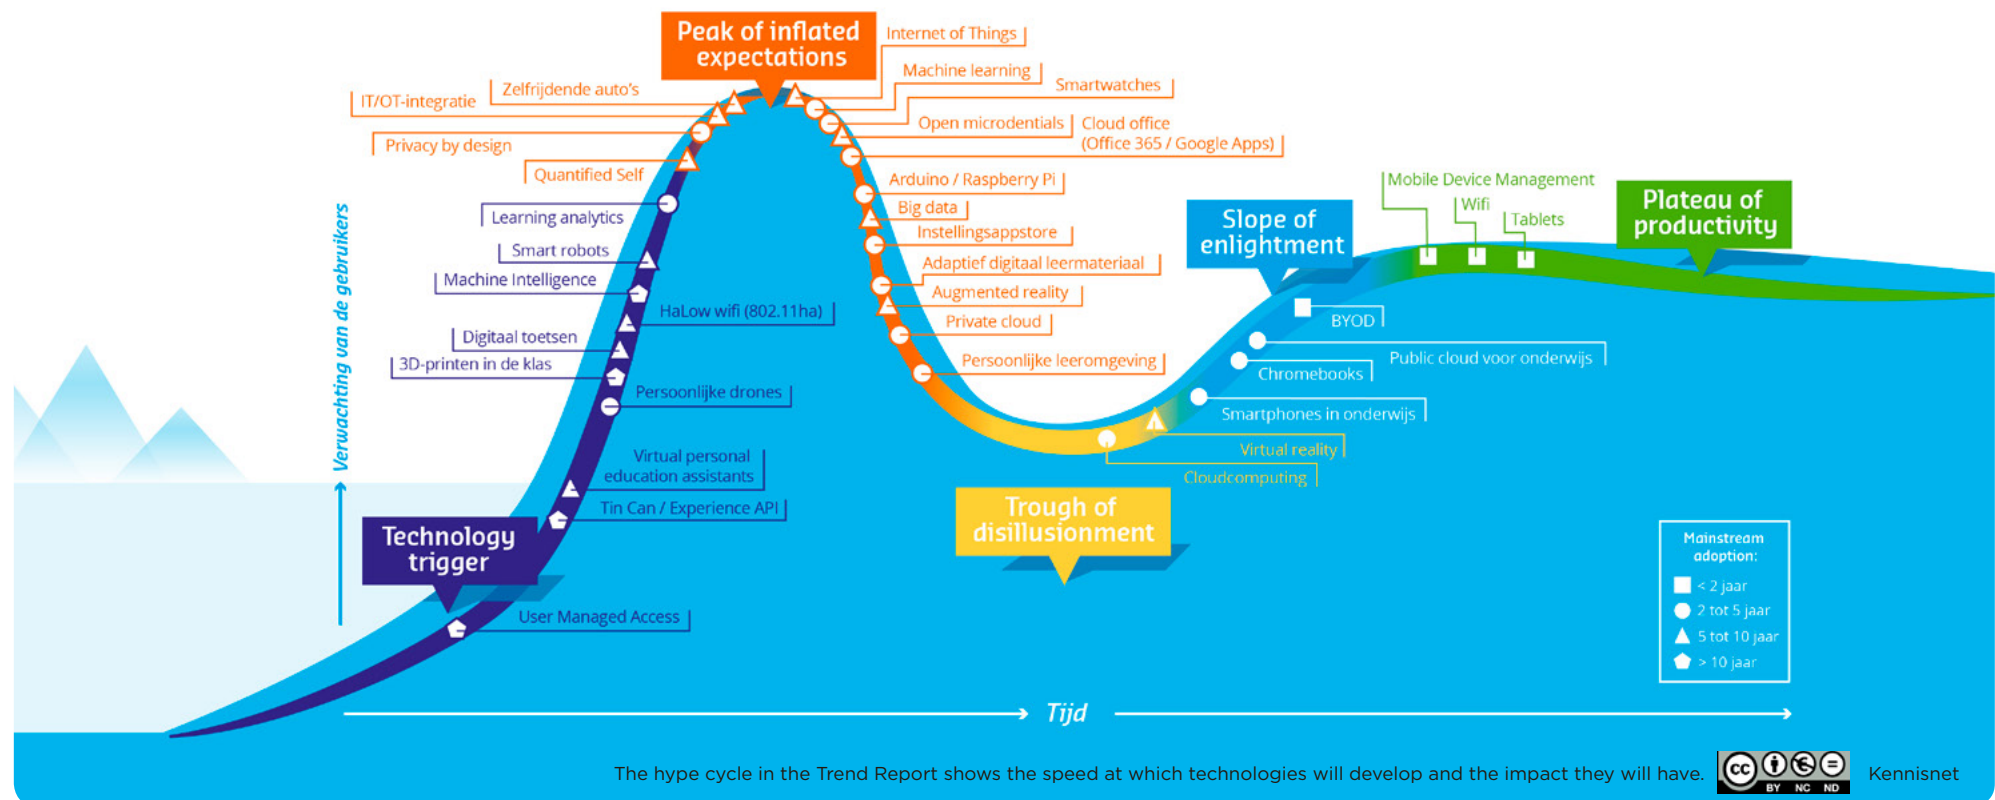 Peak of inflated
expectations
Internet of Things
Machine learning
Smartwatches
Zelfrijdende auto's
IT/OT-integratie
Open microdentials
Cloud office
(Office 365 / Google Apps)
Privacy by design
Quantified Self
Arduino / Raspberry Pi
Big data
Instellingsappstore
Adaptief digitaal leermateriaal
Augmented reality
Private cloud
Persoonlijke leeromgeving
Learning analytics
Smart robots
Machine Intelligence
HaLow wifi (802.11ha)
Digitaal toetsen
3D-printen in de klas
Persoonlijke drones
Virtual personal
education assistants
Tin Can / Experience API
Technology
trigger
User Managed Access
Verwachting van de gebruikers
Trough of
disillusionment
Virtual reality
Cloudcomputing
Slope of
enlightment
BYOD
Public cloud voor onderwijs
Chromebooks
Smartphones in onderwijs
Mobile Device Management
Wifi
Tablets
Plateau of
productivity
Mainstream
adoption:
< 2 jaar
2 tot 5 jaar
5 tot 10 jaar
> 10 jaar
Tijd
The hype cycle in the Trend Report shows the speed at which technologies will develop and the impact they will have.
cc
BY NC ND
Kennisnet